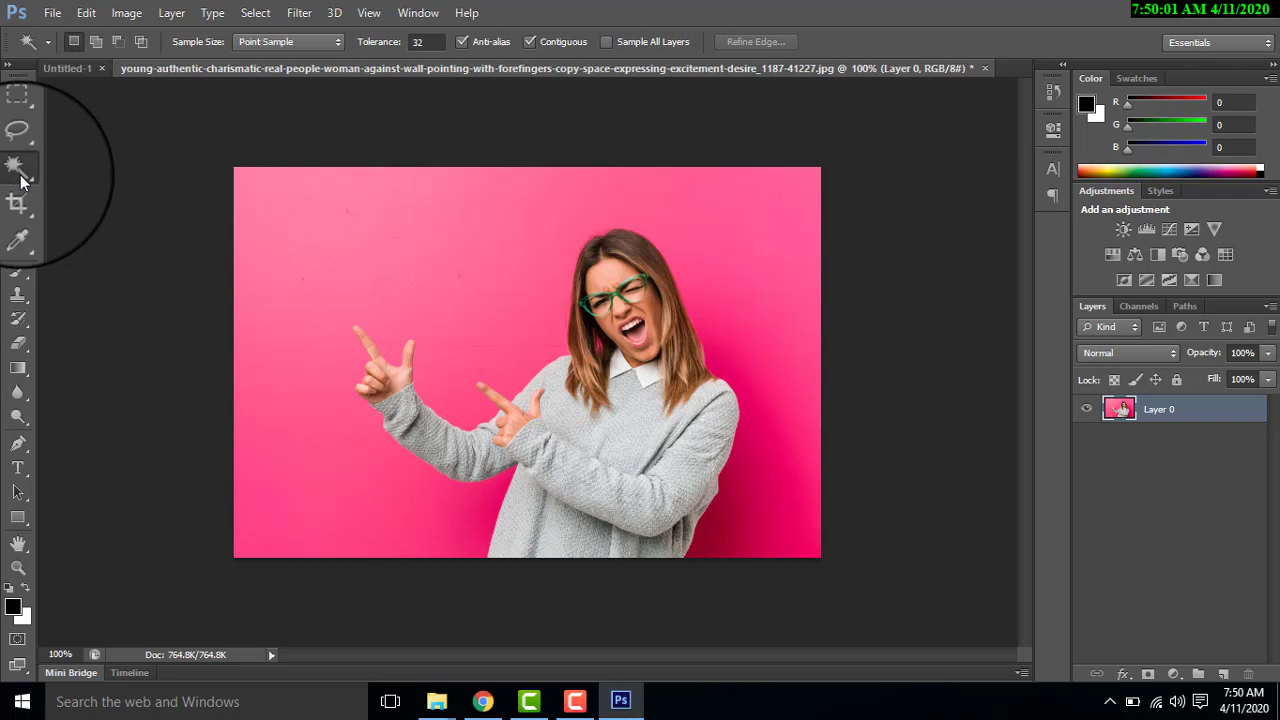 Ps File Edit Image Layer Type Select Filter 3D View Window Help
7:50:01 AM 4/11/2020
Sample Size: Point Sample Tolerance: 32 Anti-alias Contiguous Sample All Layers Refine Edge... Essentials
Untitled-1 × young-authentic-charismatic-real-people-woman-against-wall-pointing-with-forefingers-copy-space-expressing-excitement-desire_1187-41227.jpg @ 100% (Layer 0, RGB/8#) * ×
Color Swatches
R 0
G 0
B 0
Adjustments Styles
Add an adjustment
Layers Channels Paths
Kind
Normal Opacity: 100%
Lock: Fill: 100%
Layer 0
100% Doc: 764.8K/764.8K
Mini Bridge Timeline
Search the web and Windows
Ps
7:50 AM
4/11/2020